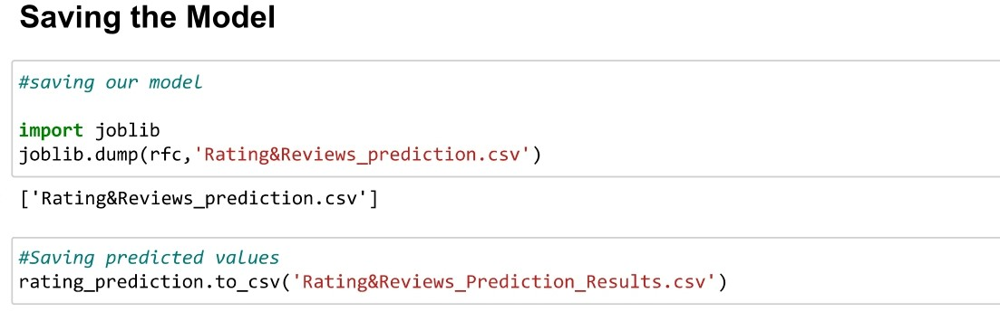 Saving the Model
#saving our model
import joblib
joblib.dump(rfc,'Rating&Reviews_prediction.csv')
['Rating&Reviews_prediction.csv']
#Saving predicted values
rating_prediction.to_csv('Rating&Reviews_Prediction_Results.csv')